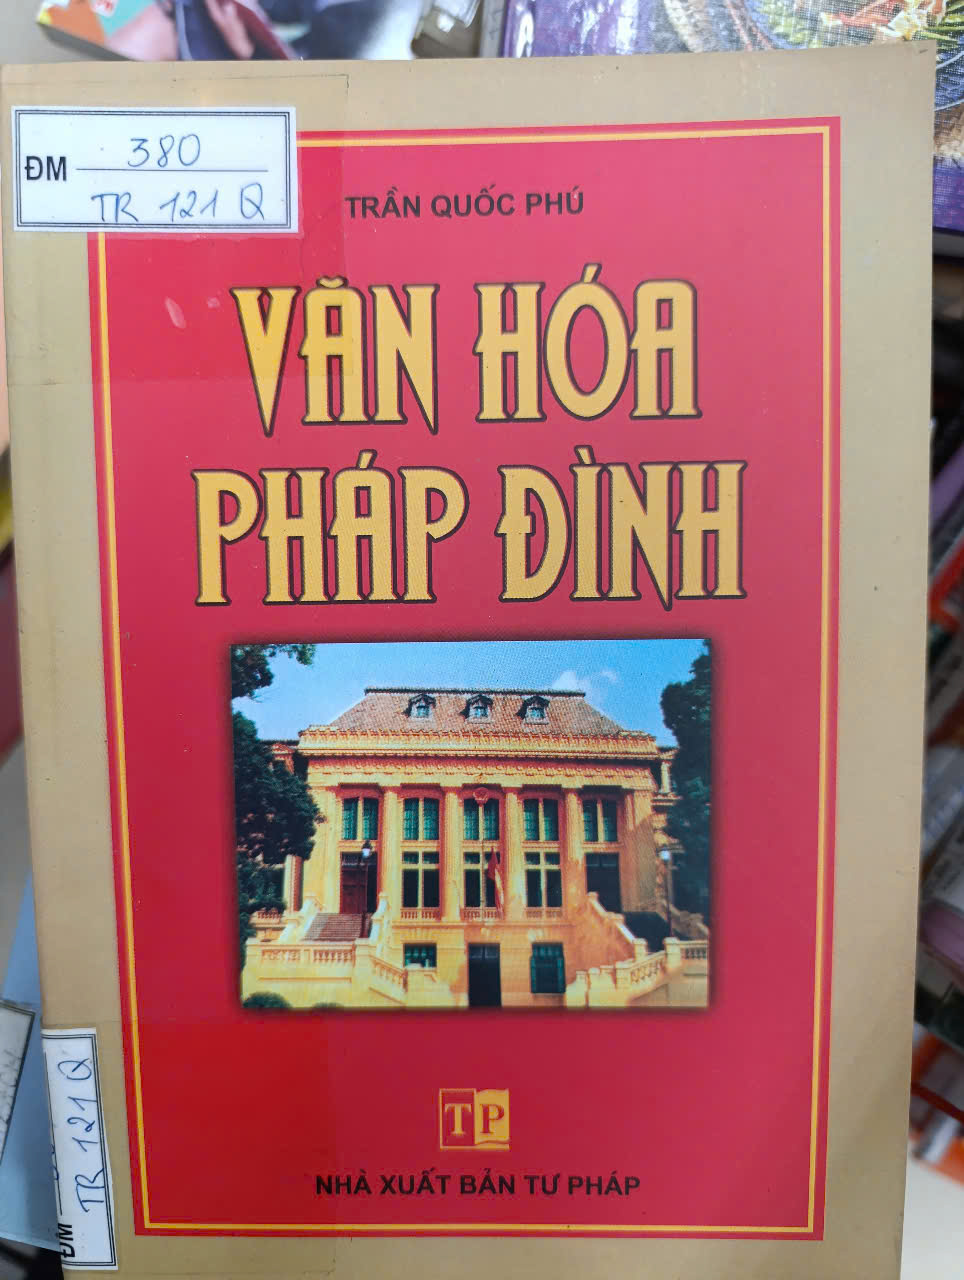 ĐM 380
TR 121 Q
TRẦN QUỐC PHÚ
VĂN HÓA
PHÁP ĐÌNH
TP
NHÀ XUẤT BẢN TƯ PHÁP
ĐM
TR 121 Q